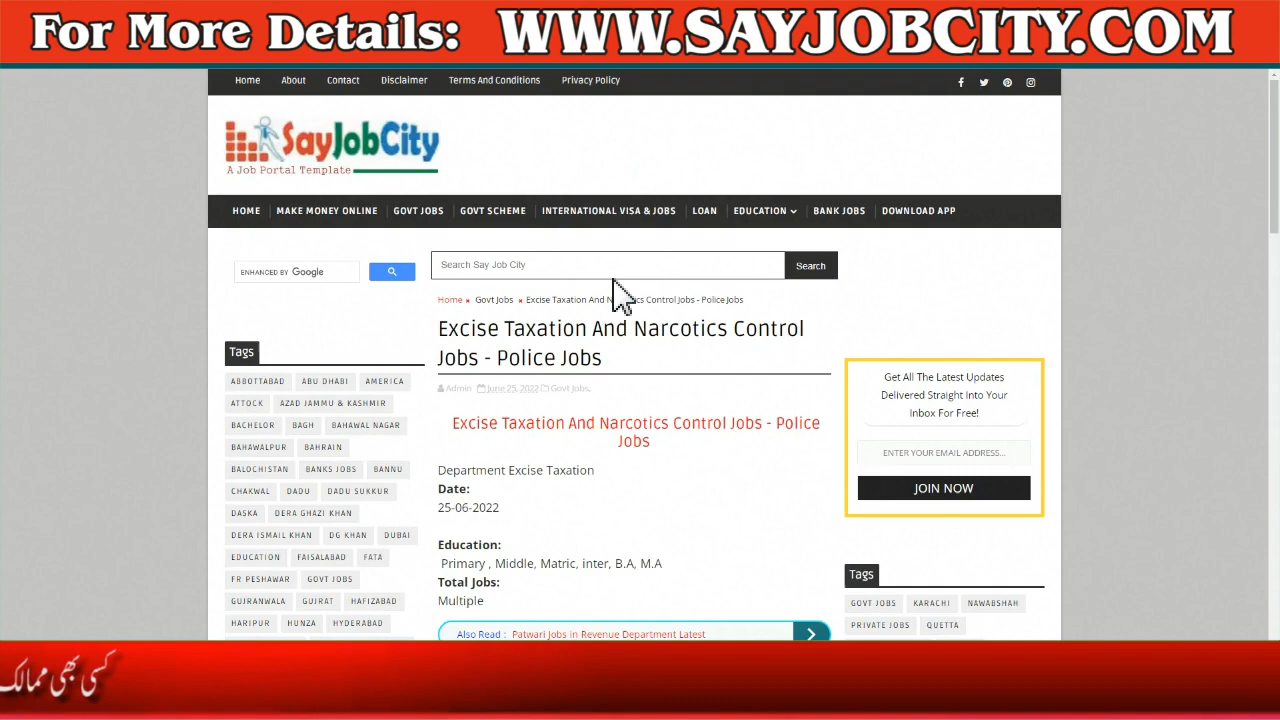 For More Details: WWW.SAYJOBCITY.COM
Home About Contact Disclaimer Terms And Conditions Privacy Policy
SayJobCity
A Job Portal Template
HOME MAKE MONEY ONLINE GOVT JOBS GOVT SCHEME INTERNATIONAL VISA & JOBS LOAN EDUCATION BANK JOBS DOWNLOAD APP
ENHANCED BY Google
Tags
ABBOTTABAD ABU DHABI AMERICA
ATTOCK AZAD JAMMU & KASHMIR
BACHELOR BAGH BAHAWAL NAGAR
BAHAWALPUR BAHRAIN
BALOCHISTAN BANKS JOBS BANNU
CHAKWAL DADU DADU SUKKUR
DASKA DERA GHAZI KHAN
DERA ISMAIL KHAN DG KHAN DUBAI
EDUCATION FAISALABAD FATA
FR PESHAWAR GOVT JOBS
GUJRANWALA GUJRAT HAFIZABAD
HARIPUR HUNZA HYDERABAD
Search Say Job City Search
Home × Govt Jobs × Excise Taxation And Narcotics Control Jobs - Police Jobs
Excise Taxation And Narcotics Control
Jobs - Police Jobs
Admin June 25, 2022 Govt Jobs,
Excise Taxation And Narcotics Control Jobs - Police
Jobs
Department Excise Taxation
Date:
25-06-2022
Education:
Primary , Middle, Matric, inter, B.A, M.A
Total Jobs:
Multiple
Also Read : Patwari Jobs in Revenue Department Latest
Get All The Latest Updates
Delivered Straight Into Your
Inbox For Free!
ENTER YOUR EMAIL ADDRESS...
JOIN NOW
Tags
GOVT JOBS KARACHI NAWABSHAH
PRIVATE JOBS QUETTA
کسی بھی ممالک